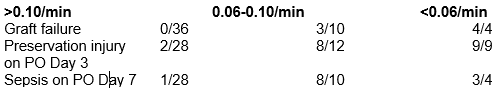 >0.10/min 0.06-0.10/min <0.06/min
Graft failure 0/36 3/10 4/4
Preservation injury 2/28 8/12 9/9
on PO Day 3
Sepsis on PO Day 7 1/28 8/10 3/4